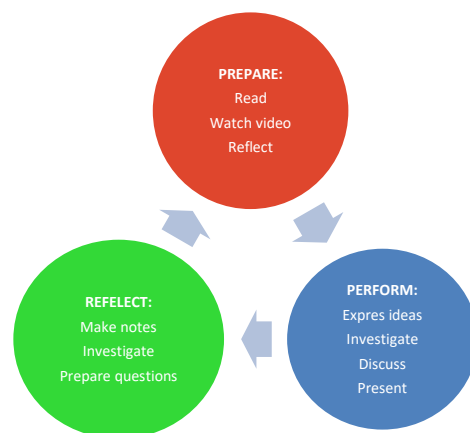 PREPARE:
Read
Watch video
Reflect
PERFORM:
Expres ideas
Investigate
Discuss
Present
REFELECT:
Make notes
Investigate
Prepare questions